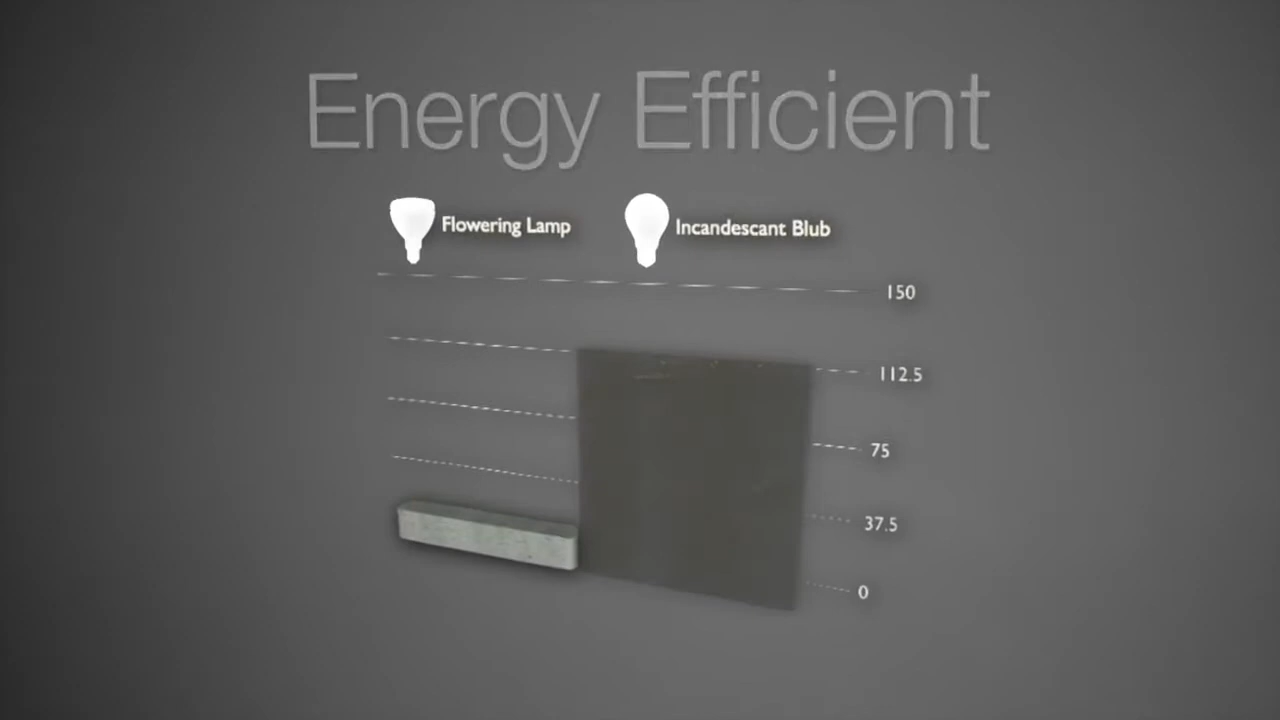 Energy Efficient
Flowering Lamp
Incandescant Blub
150
112.5
75
37.5
0